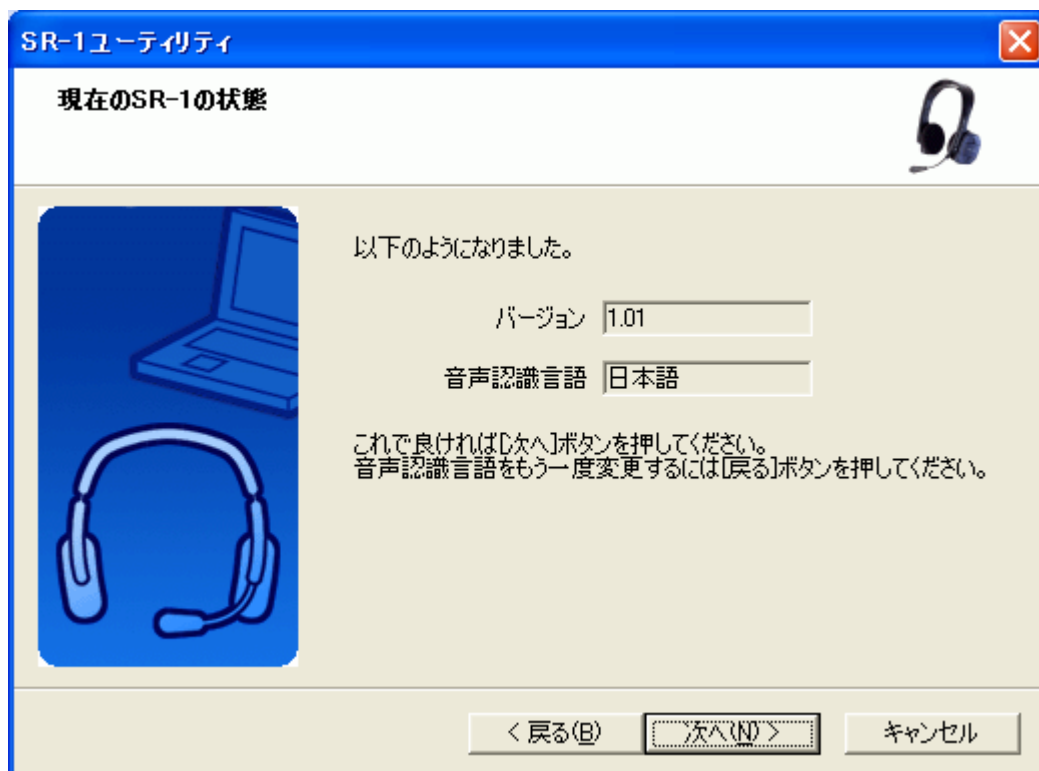 SR-1ユーティリティ
現在のSR-1の状態
以下のようになりました。
バージョン 1.01
音声認識言語 日本語
これで良ければ[次へ]ボタンを押してください。
音声認識言語をもう一度変更するには[戻る]ボタンを押してください。
< 戻る(B) 次へ(N) > キャンセル